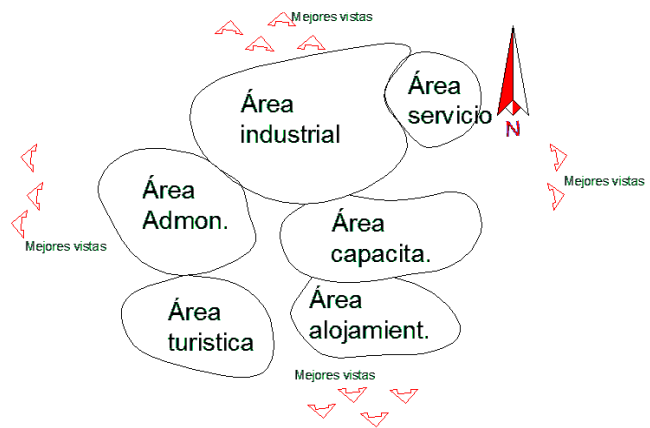 Mejores vistas
Área
industrial
Área
servicio
N
Área
Admon.
Mejores vistas
Mejores vistas
Área
capacita.
Área
turistica
Área
alojamient.
Mejores vistas